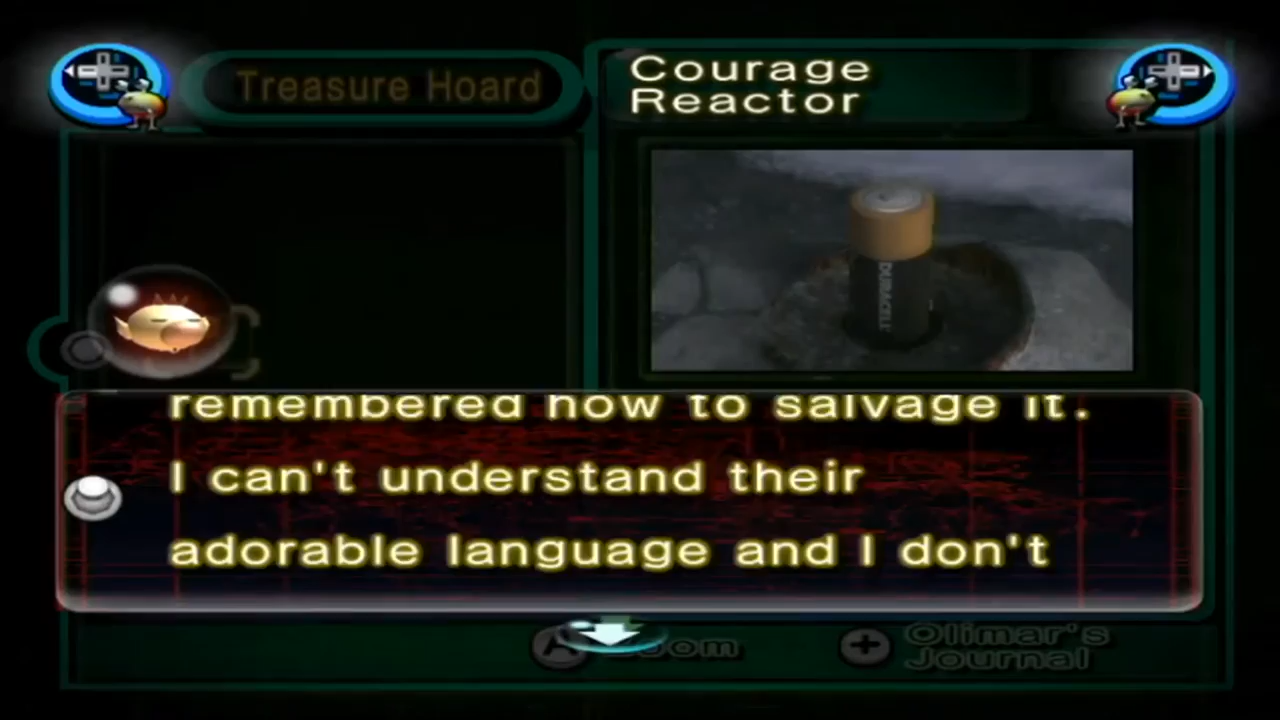 Treasure Hoard
Courage
Reactor
DURACELL
remembered how to salvage it.
I can't understand their
adorable language and I don't
A Zoom
Olimar's
Journal